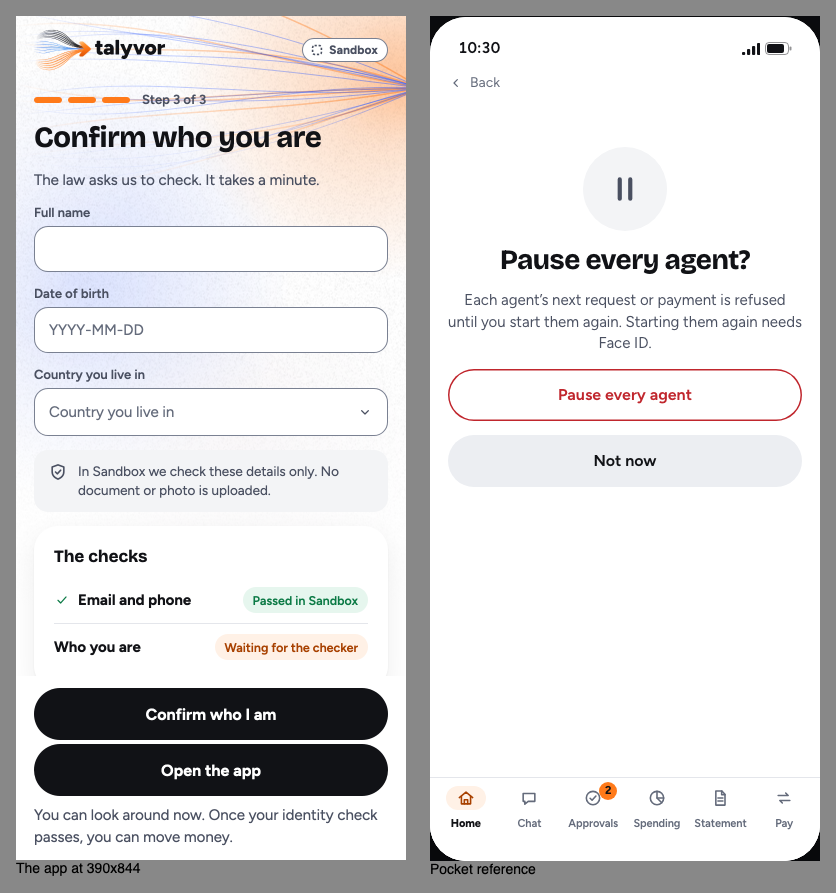 talyvor
Sandbox
Step 3 of 3
Confirm who you are
The law asks us to check. It takes a minute.
Full name
Date of birth
YYYY-MM-DD
Country you live in
Country you live in
In Sandbox we check these details only. No
document or photo is uploaded.
The checks
Email and phone
Passed in Sandbox
Who you are
Waiting for the checker
Confirm who I am
Open the app
You can look around now. Once your identity check
passes, you can move money.
The app at 390x844
10:30
Back
Pause every agent?
Each agent’s next request or payment is refused
until you start them again. Starting them again needs
Face ID.
Pause every agent
Not now
2
Home
Chat
Approvals
Spending
Statement
Pay
Pocket reference